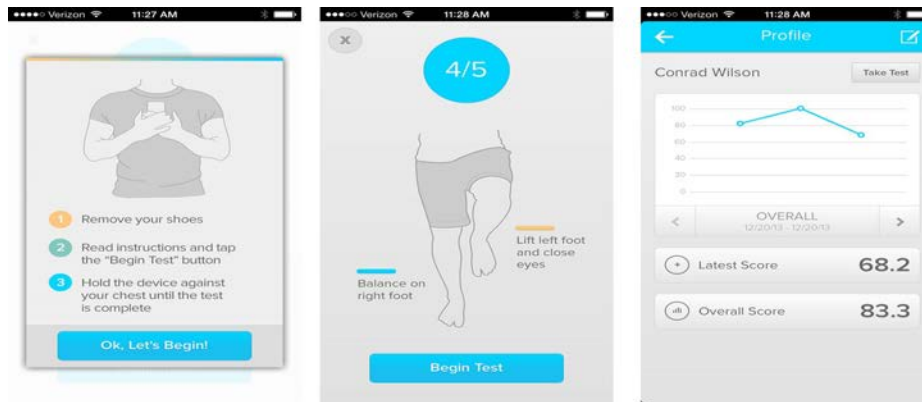 Verizon 11:27 AM
1 Remove your shoes
2 Read instructions and tap
the "Begin Test" button
3 Hold the device against
your chest until the test
is complete
Ok, Let's Begin!
Verizon 11:28 AM
x
4/5
Lift left foot
and close
eyes
Balance on
right foot
Begin Test
Verizon 11:28 AM
Profile
Conrad Wilson
Take Test
100
80
60
40
20
0
< OVERALL >
12/20/13 - 12/20/13
Latest Score 68.2
Overall Score 83.3